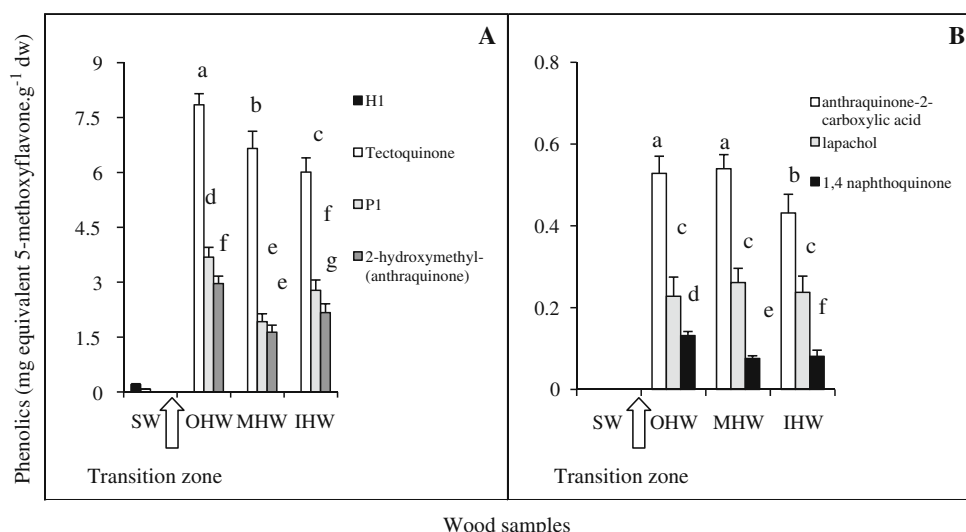 Phenolics (mg equivalent 5-methoxyflavone.g-1 dw)
A
9
7.5
6
4.5
3
1.5
0
a
b
c
d
f
e
e
f
g
H1
Tectoquinone
P1
2-hydroxymethyl-
(anthraquinone)
SW OHW MHW IHW
Transition zone
B
0.8
0.6
0.4
0.2
0
a
a
b
c
c
c
d
e
f
anthraquinone-2-
carboxylic acid
lapachol
1,4 naphthoquinone
SW OHW MHW IHW
Transition zone
Wood samples